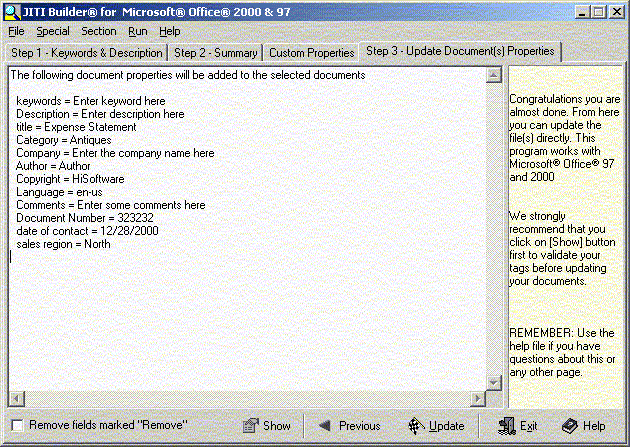 JITI Builder® for Microsoft® Office® 2000 & 97
File Special Section Run Help
Step 1 - Keywords & Description Step 2 - Summary Custom Properties Step 3 - Update Document(s) Properties
The following document properties will be added to the selected documents
keywords = Enter keyword here
Description = Enter description here
title = Expense Statement
Category = Antiques
Company = Enter the company name here
Author = Author
Copyright = HiSoftware
Language = en-us
Comments = Enter some comments here
Document Number = 323232
date of contact = 12/28/2000
sales region = North
Congratulations you are
almost done. From here
you can update the
file(s) directly. This
program works with
Microsoft® Office® 97
and 2000
We strongly
recommend that you
click on [Show] button
first to validate your
tags before updating
your documents.
REMEMBER: Use the
help file if you have
questions about this or
any other page.
Remove fields marked "Remove" Show Previous Update Exit Help